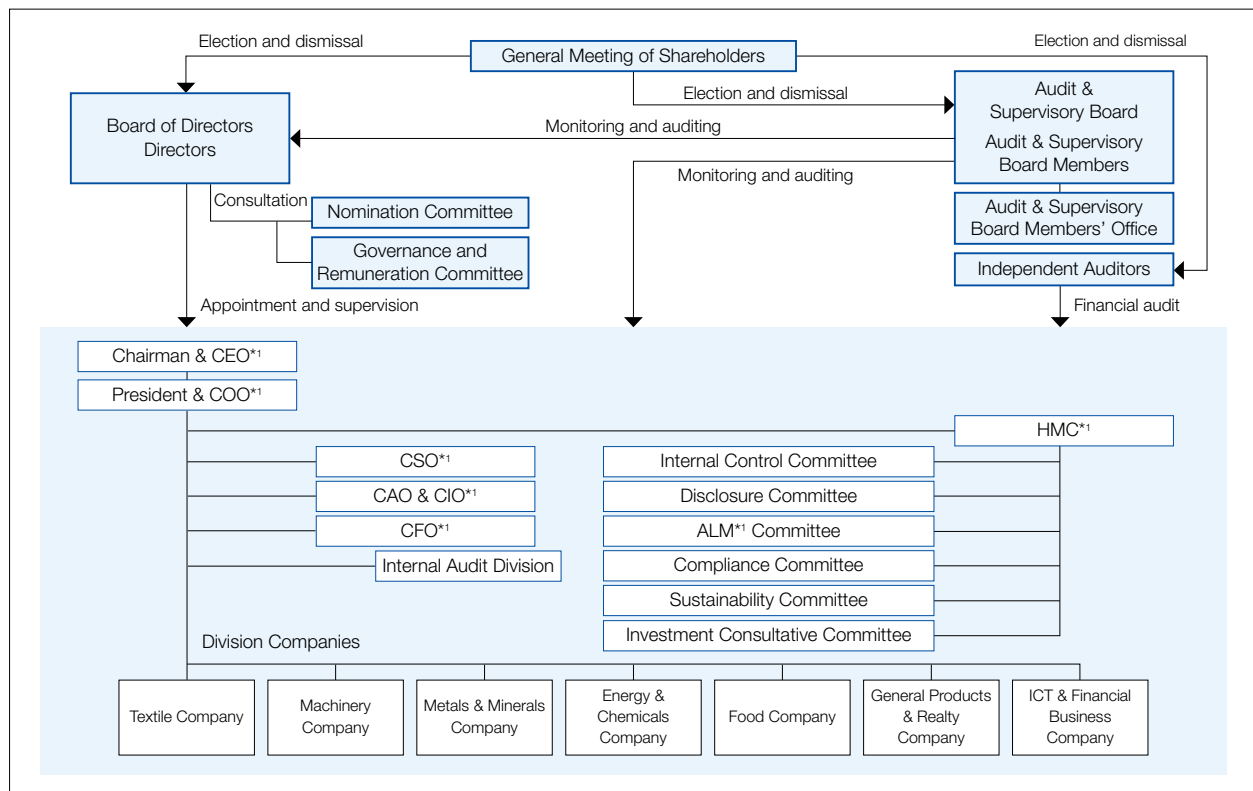 Election and dismissal
General Meeting of Shareholders
Election and dismissal
Election and dismissal
Audit &
Supervisory Board
Audit & Supervisory
Board Members
Board of Directors
Directors
Monitoring and auditing
Monitoring and auditing
Consultation
Nomination Committee
Audit & Supervisory
Board Members' Office
Governance and
Remuneration Committee
Independent Auditors
Appointment and supervision
Financial audit
Chairman & CEO*1
President & COO*1
HMC*1
CSO*1
Internal Control Committee
CAO & CIO*1
Disclosure Committee
CFO*1
ALM*1 Committee
Internal Audit Division
Compliance Committee
Sustainability Committee
Investment Consultative Committee
Division Companies
Textile Company
Machinery
Company
Metals & Minerals
Company
Energy &
Chemicals
Company
Food Company
General Products
& Realty
Company
ICT & Financial
Business
Company